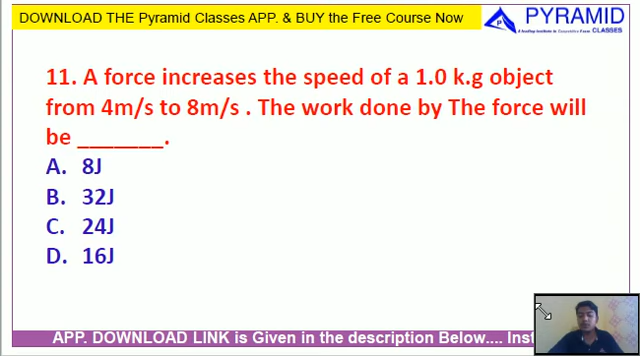 DOWNLOAD THE Pyramid Classes APP. & BUY the Free Course Now
PYRAMID
CLASSES
11. A force increases the speed of a 1.0 k.g object
from 4m/s to 8m/s . The work done by The force will
be _______.
A. 8J
B. 32J
C. 24J
D. 16J
APP. DOWNLOAD LINK is Given in the description Below.... Inst